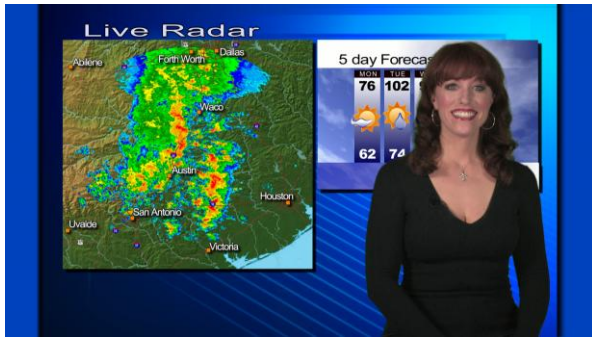 Live Radar
Abilene
Fort Worth
Dallas
Waco
Austin
Houston
San Antonio
Uvalde
Victoria
5 day Forecas
MON TUE W
76 102
62 74